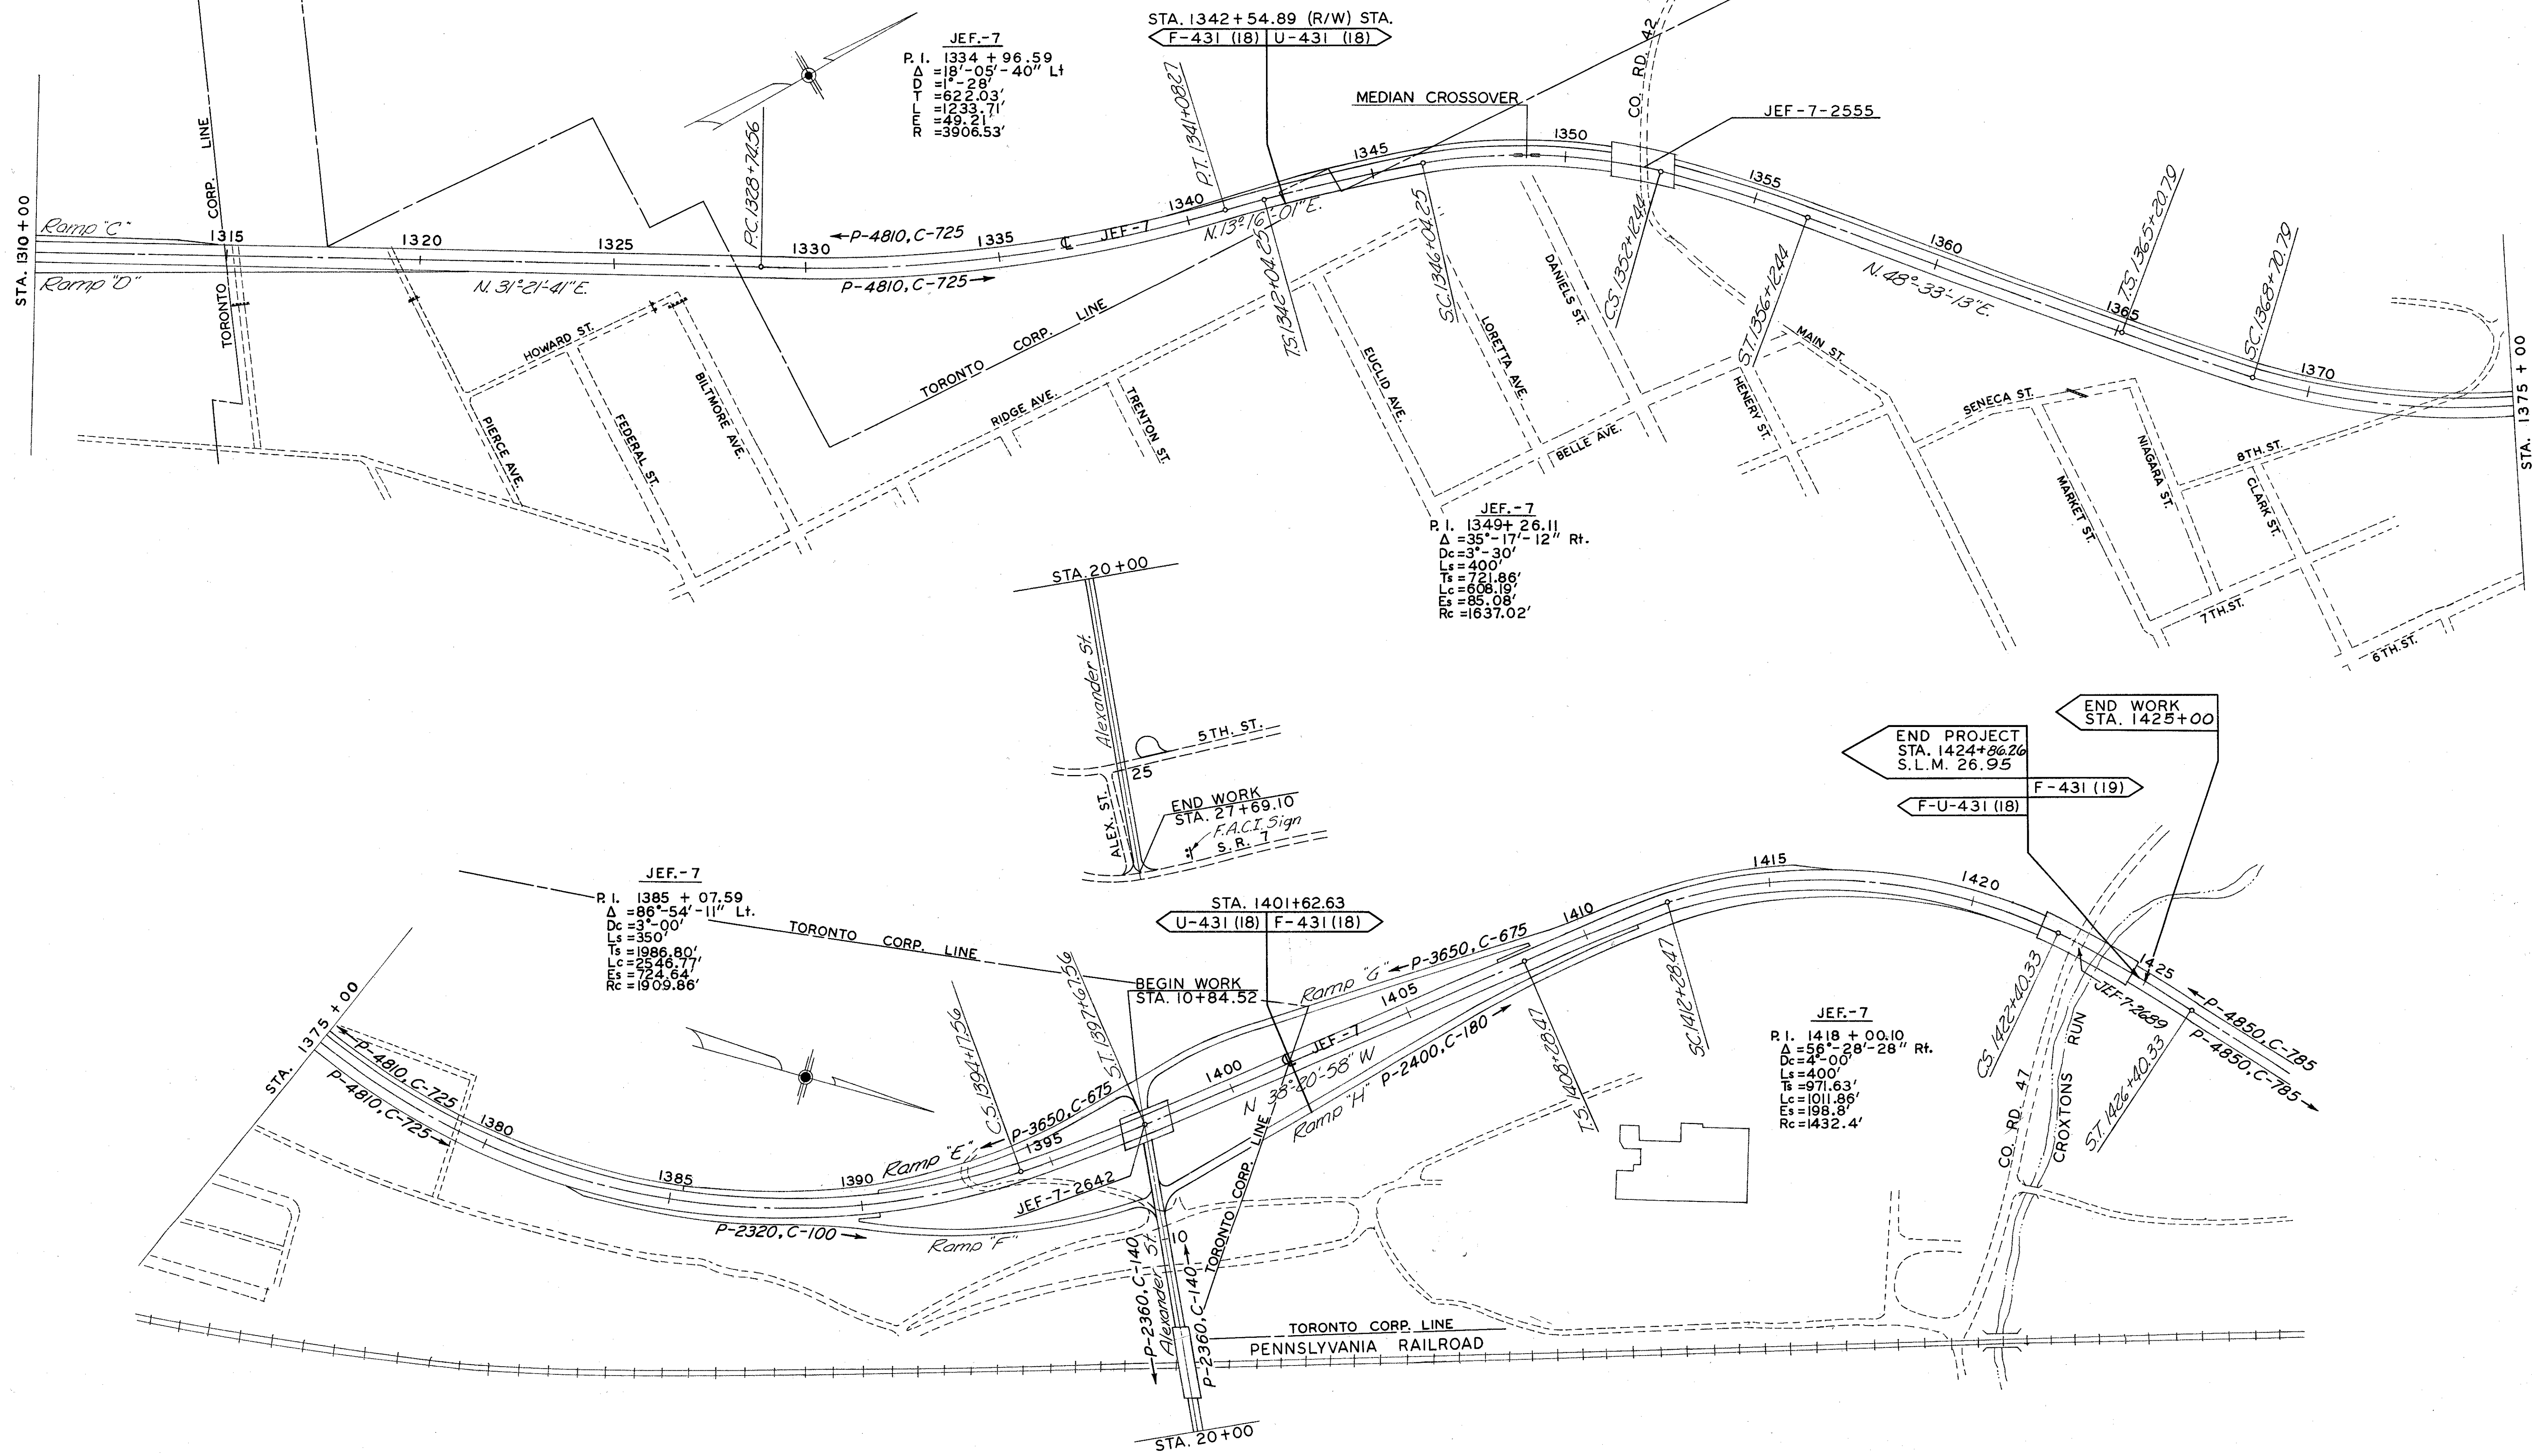 STA. 1342+54.89 (R/W) STA.
F-431 (18) U-431 (18)
JEF.-7
P.I. 1334 + 96.59
Δ =18'-05'-40" Lt
D =1°-28'
T =622.03'
L =1233.71'
E =49.21'
R =3906.53'
STA. 1310+00
Ramp "C"
Ramp "D"
TORONTO CORP. LINE
1315
1320
1325
1330
1335
1340
1345
1350
1355
1360
1365
1370
N. 31°-21'-41"E.
P.C. 1328+74.56
←P-4810, C-725
P-4810, C-725→
℄ JEF-7
P.T. 1341+08.27
N. 13°-16'-01"E.
T.S. 1342+04.25
S.C. 1346+04.25
MEDIAN CROSSOVER
CO. RD. 42
JEF-7-2555
C.S. 1352+12.44
S.T. 1356+12.44
N. 48°-33'-13"E.
T.S. 1365+20.79
S.C. 1368+70.79
STA. 1375+00
HOWARD ST.
PIERCE AVE.
FEDERAL ST.
BILTMORE AVE.
TORONTO CORP. LINE
RIDGE AVE.
TRENTON ST.
EUCLID AVE.
LORETTA AVE.
DANIELS ST.
BELLE AVE.
HENERY ST.
MAIN ST.
SENECA ST.
MARKET ST.
NIAGARA ST.
8TH. ST.
CLARK ST.
7TH. ST.
6TH. ST.
JEF.-7
P.I. 1349+ 26.11
Δ =35°-17'-12" Rt.
Dc=3°-30'
Ls=400'
Ts=721.86'
Lc=608.19'
Es=85.08'
Rc=1637.02'
STA. 20+00
Alexander St.
5TH. ST.
25
ALEX. ST.
END WORK
STA. 27+69.10
F.A.C.I. Sign
S.R. 7
END WORK
STA. 1425+00
END PROJECT
STA. 1424+86.26
S.L.M. 26.95
F-431 (19)
F-U-431 (18)
JEF.-7
P.I. 1385 + 07.59
Δ =86°-54'-11" Lt.
Dc=3°-00'
Ls=350'
Ts=1986.80'
Lc=2546.77'
Es=724.64'
Rc=1909.86'
TORONTO CORP. LINE
STA. 1401+62.63
U-431 (18) F-431 (18)
BEGIN WORK
STA. 10+84.52
STA. 1375+00
P-4810, C-725
P-4810, C-725
1380
1385
1390
1395
1400
1405
1410
1415
1420
1425
P-2320, C-100→
Ramp "E"
←P-3650, C-675
Ramp "F"
C.S. 1394+17.56
S.T. 1397+67.56
JEF-7-2642
Ramp "G"
←P-3650, C-675
℄ JEF-7
N 38°-20'-58" W
Ramp "H"
P-2400, C-180→
T.S. 1408+28.47
S.C. 1412+28.47
JEF.-7
P.I. 1418 + 00.10
Δ =56°-28'-28" Rt.
Dc=4°-00'
Ls=400'
Ts=971.63'
Lc=1011.86'
Es=198.8'
Rc=1432.4'
C.S. 1422+40.33
S.T. 1426+40.33
JEF-7-2689
←P-4850, C-785
P-4850, C-785→
CO. RD. 47
CROXTONS RUN
10
Alexander St.
←P-2360, C-140
P-2360, C-140→
TORONTO CORP. LINE
TORONTO CORP. LINE
PENNSLYVANIA RAILROAD
STA. 20+00